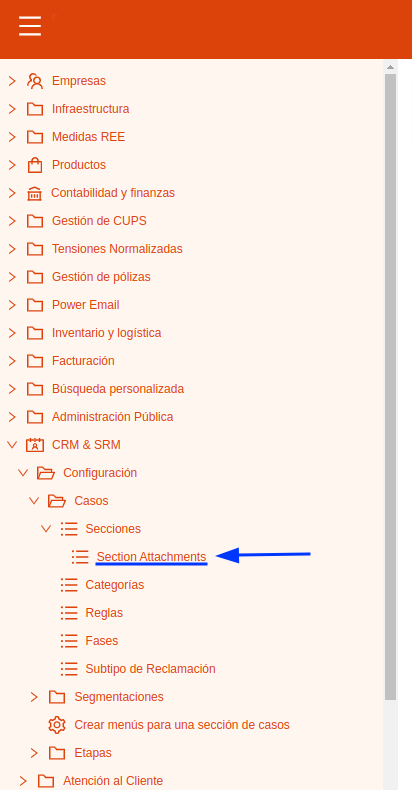 Empresas
Infraestructura
Medidas REE
Productos
Contabilidad y finanzas
Gestión de CUPS
Tensiones Normalizadas
Gestión de pólizas
Power Email
Inventario y logística
Facturación
Búsqueda personalizada
Administración Pública
CRM & SRM
Configuración
Casos
Secciones
Section Attachments
Categorías
Reglas
Fases
Subtipo de Reclamación
Segmentaciones
Crear menús para una sección de casos
Etapas
Atención al Cliente